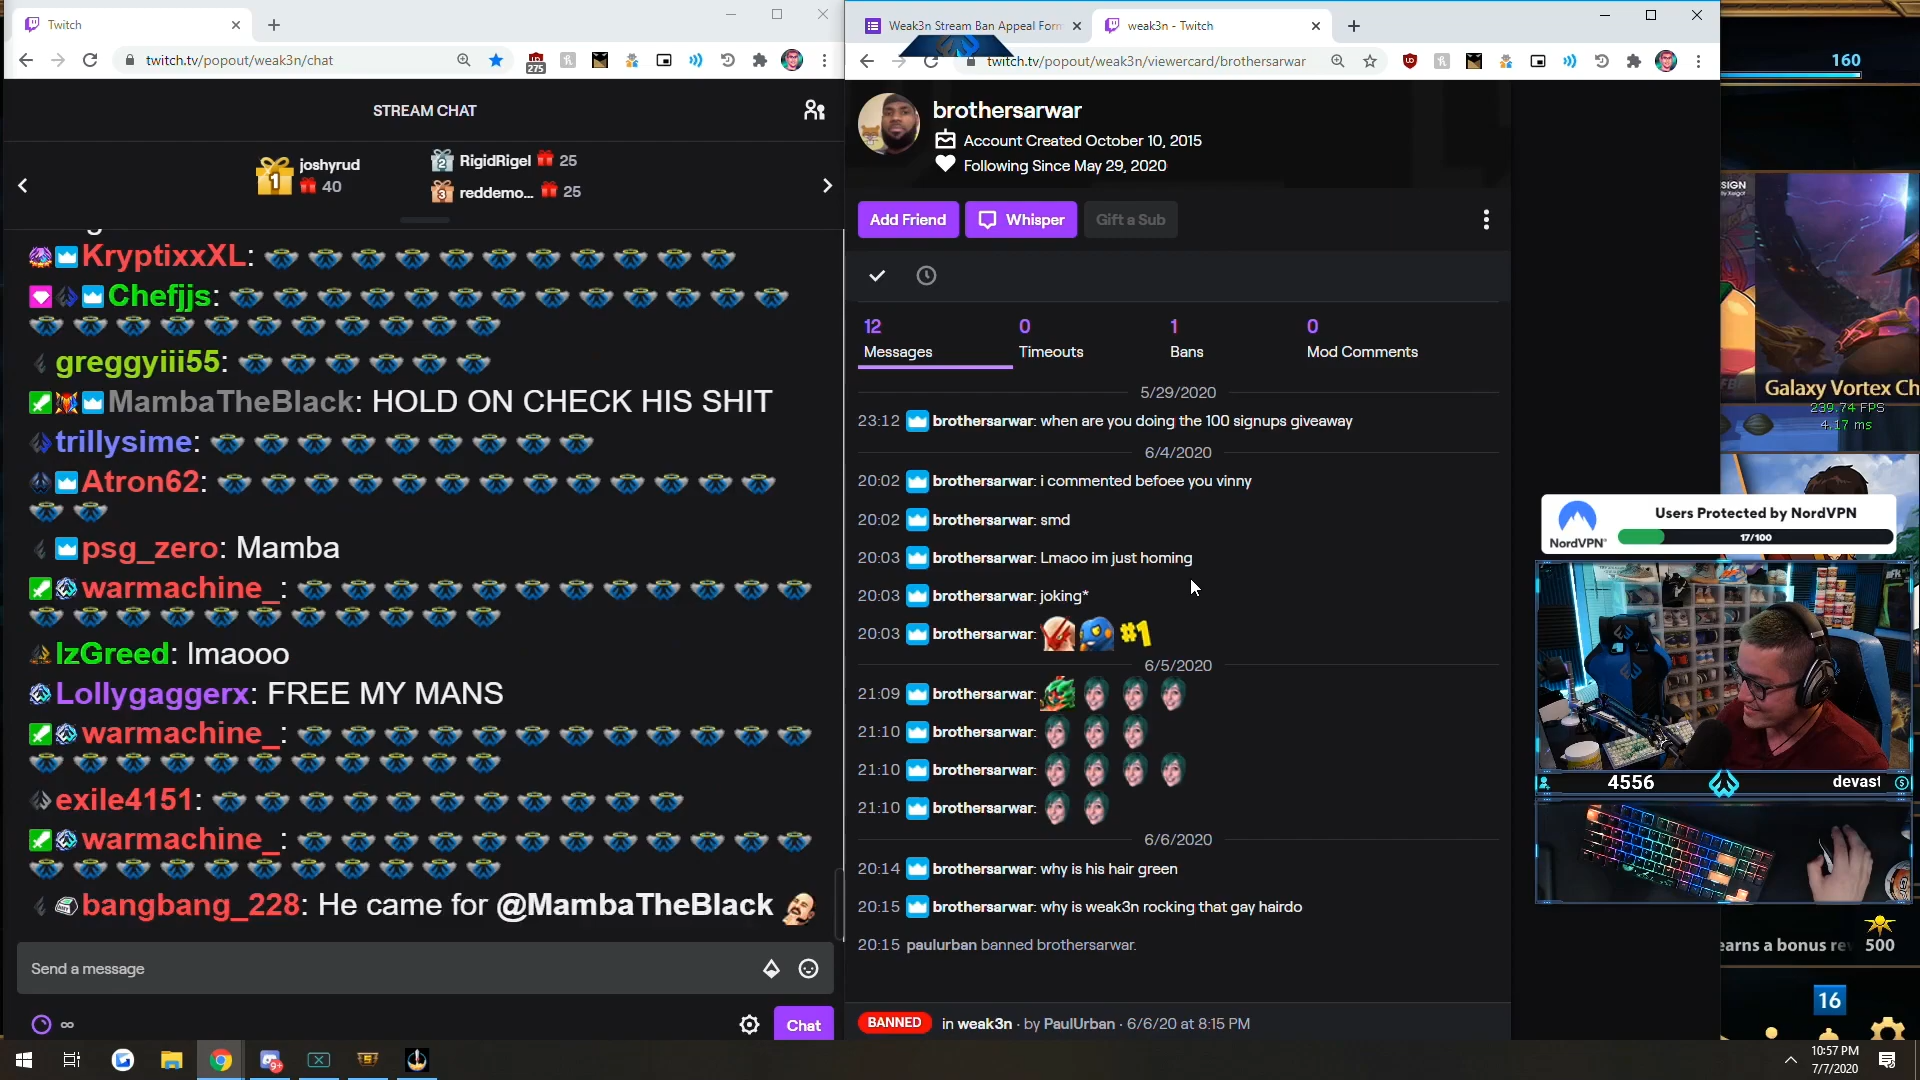 Twitch
twitch.tv/popout/weak3n/chat
275
STREAM CHAT
1
joshyrud
40
2
RigidRigel
25
3
reddemo...
25
KryptixxXL:
Chefjjs:
greggyiii55:
MambaTheBlack: HOLD ON CHECK HIS SHIT
trillysime:
Atron62:
psg_zero: Mamba
warmachine_:
IzGreed: lmaooo
Lollygaggerx: FREE MY MANS
warmachine_:
exile4151:
warmachine_:
bangbang_228: He came for @MambaTheBlack
Send a message
∞
Chat
Weak3n Stream Ban Appeal Form
weak3n - Twitch
twitch.tv/popout/weak3n/viewercard/brothersarwar
brothersarwar
Account Created October 10, 2015
Following Since May 29, 2020
Add Friend
Whisper
Gift a Sub
12
Messages
0
Timeouts
1
Bans
0
Mod Comments
5/29/2020
23:12 brothersarwar: when are you doing the 100 signups giveaway
6/4/2020
20:02 brothersarwar: i commented befoee you vinny
20:02 brothersarwar: smd
20:03 brothersarwar: Lmaoo im just homing
20:03 brothersarwar: joking*
20:03 brothersarwar: #1
6/5/2020
21:09 brothersarwar:
21:10 brothersarwar:
21:10 brothersarwar:
21:10 brothersarwar:
6/6/2020
20:14 brothersarwar: why is his hair green
20:15 brothersarwar: why is weak3n rocking that gay hairdo
20:15 paulurban banned brothersarwar.
BANNED in weak3n · by PaulUrban · 6/6/20 at 8:15 PM
160
SIGN
Galaxy Vortex Ch
239.74 FPS
4.17 ms
NordVPN
Users Protected by NordVPN
17/100
4556
devast
earns a bonus re
500
16
10:57 PM
7/7/2020